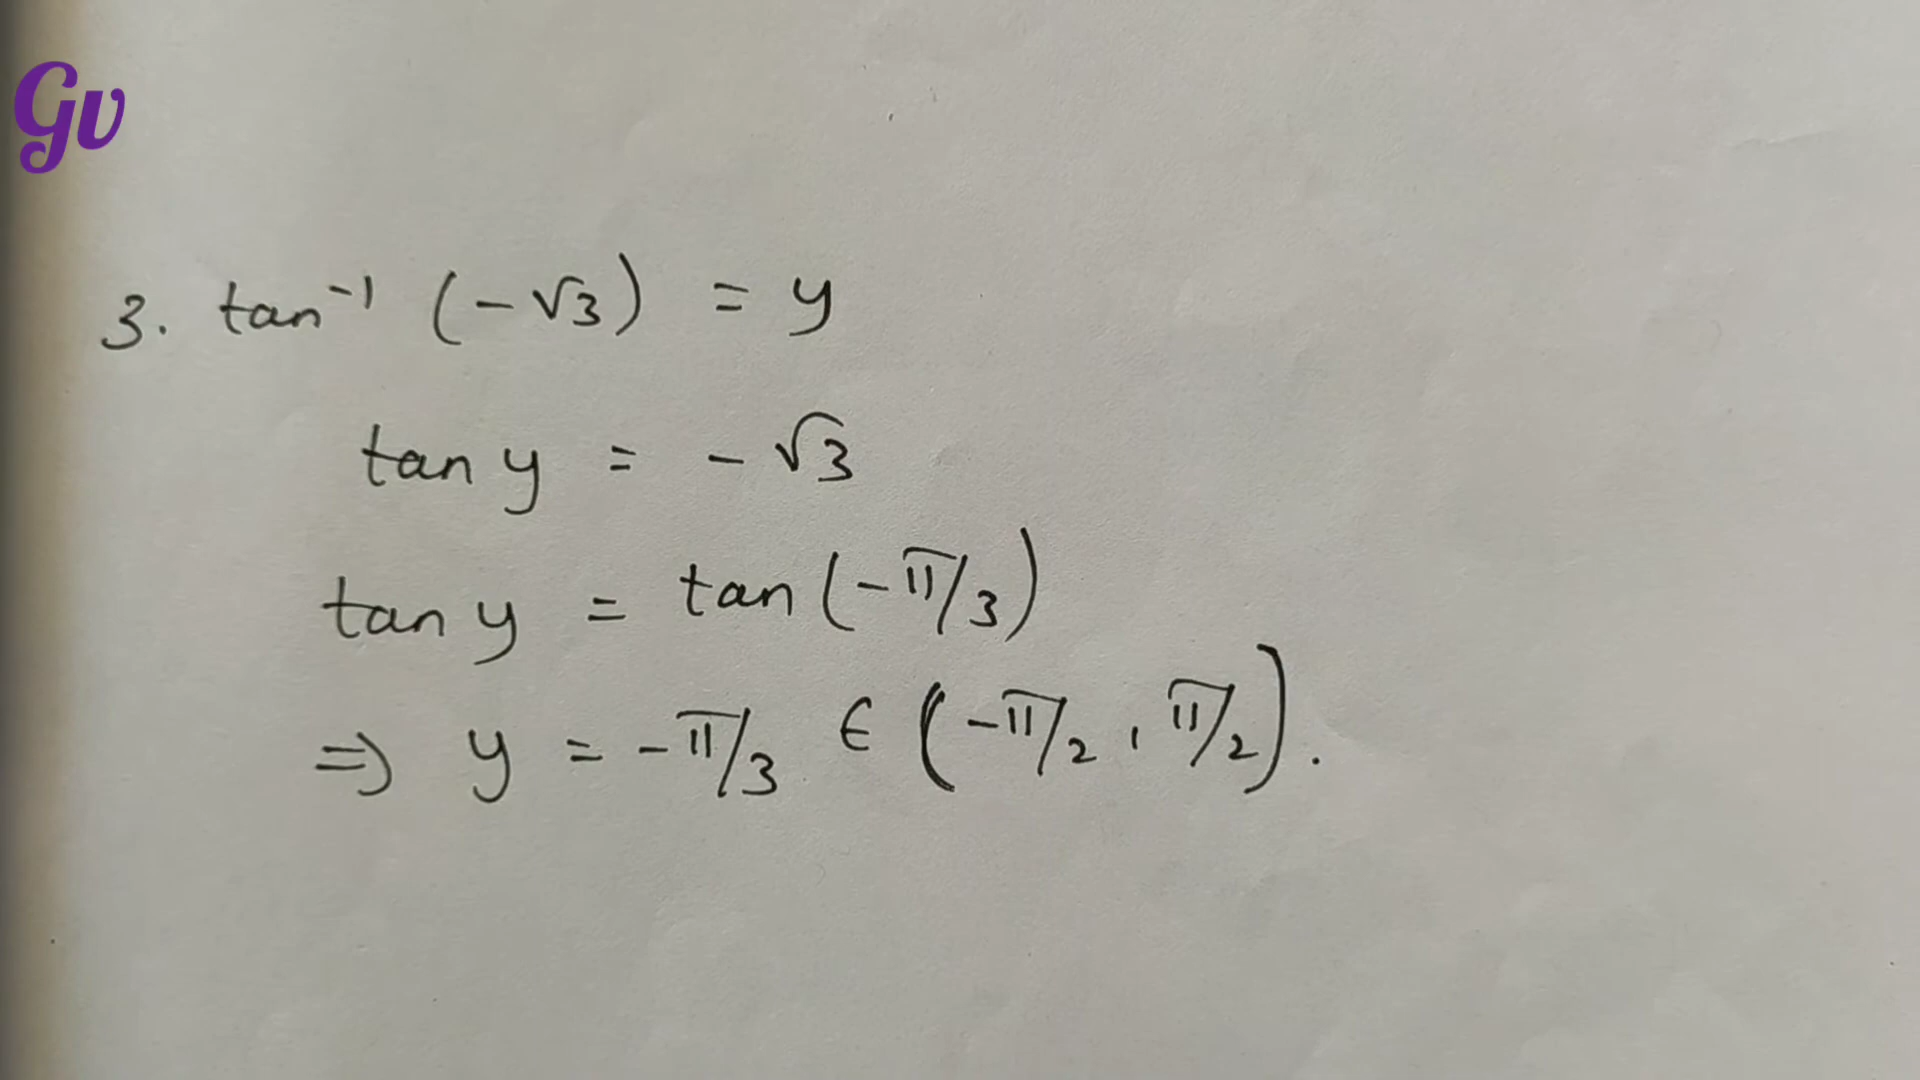 Gv
3. tan⁻¹ (-√3) = y
tan y = - √3
tan y = tan (-π/3)
⇒ y = -π/3 ∈ (-π/2, π/2).